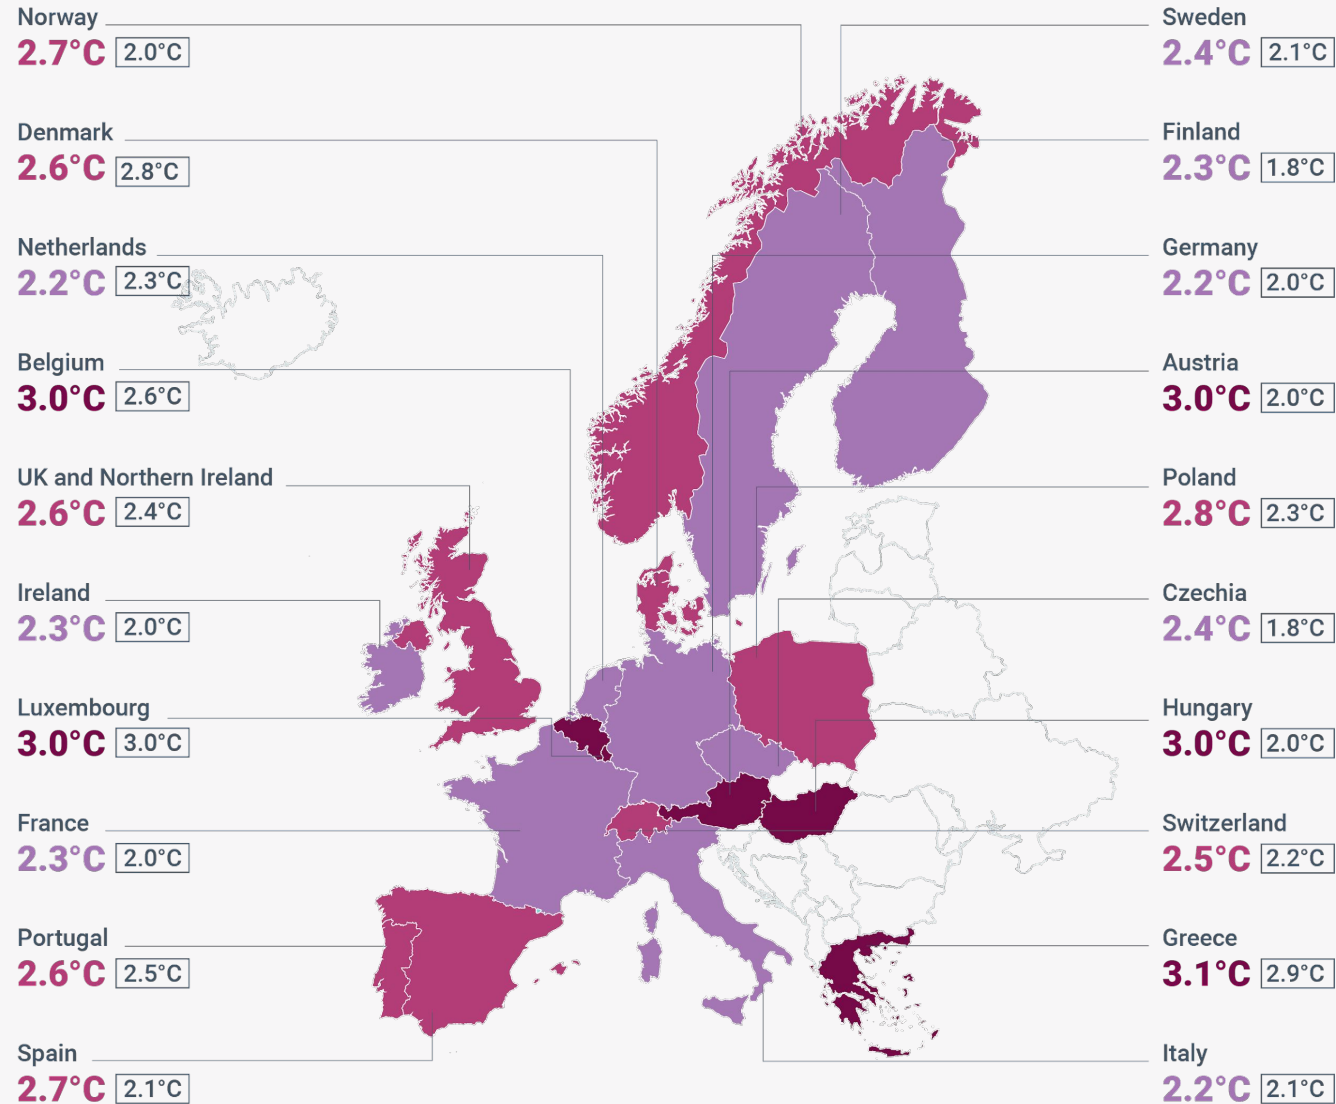 Norway
2.7°C 2.0°C
Denmark
2.6°C 2.8°C
Netherlands
2.2°C 2.3°C
Belgium
3.0°C 2.6°C
UK and Northern Ireland
2.6°C 2.4°C
Ireland
2.3°C 2.0°C
Luxembourg
3.0°C 3.0°C
France
2.3°C 2.0°C
Portugal
2.6°C 2.5°C
Spain
2.7°C 2.1°C
Sweden
2.4°C 2.1°C
Finland
2.3°C 1.8°C
Germany
2.2°C 2.0°C
Austria
3.0°C 2.0°C
Poland
2.8°C 2.3°C
Czechia
2.4°C 1.8°C
Hungary
3.0°C 2.0°C
Switzerland
2.5°C 2.2°C
Greece
3.1°C 2.9°C
Italy
2.2°C 2.1°C